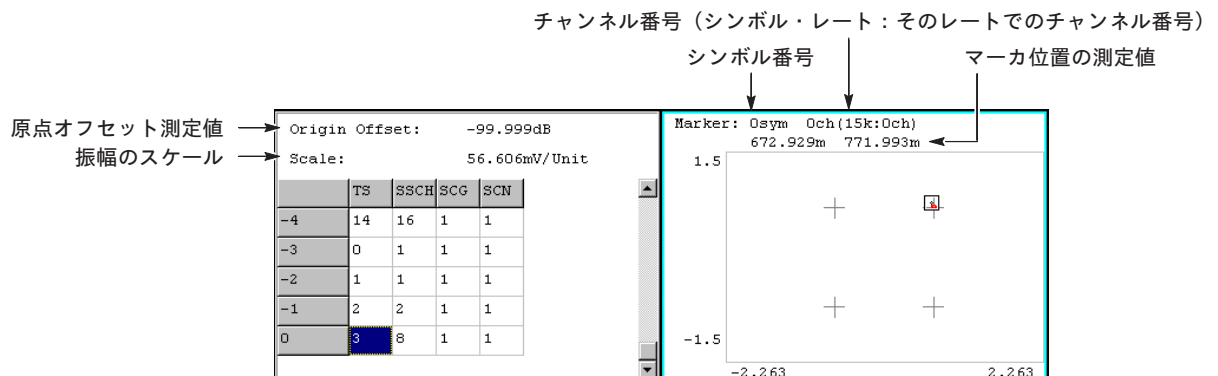 チャンネル番号（シンボル・レート：そのレートでのチャンネル番号）
シンボル番号
マーカ位置の測定値
原点オフセット測定値
振幅のスケール
Origin Offset: -99.999dB
Scale: 56.606mV/Unit
TS SSCH SCG SCN
-4 14 16 1 1
-3 0 1 1 1
-2 1 1 1 1
-1 2 2 1 1
0 3 8 1 1
Marker: 0sym 0ch(15k:0ch)
672.929m 771.993m
1.5
-1.5
-2.263 2.263